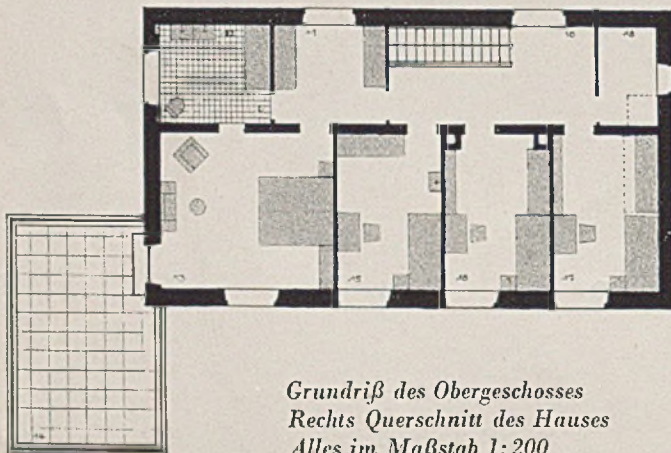 Grundriß des Obergeschosses
Rechts Querschnitt des Hauses
Alles im Maßstab 1:200